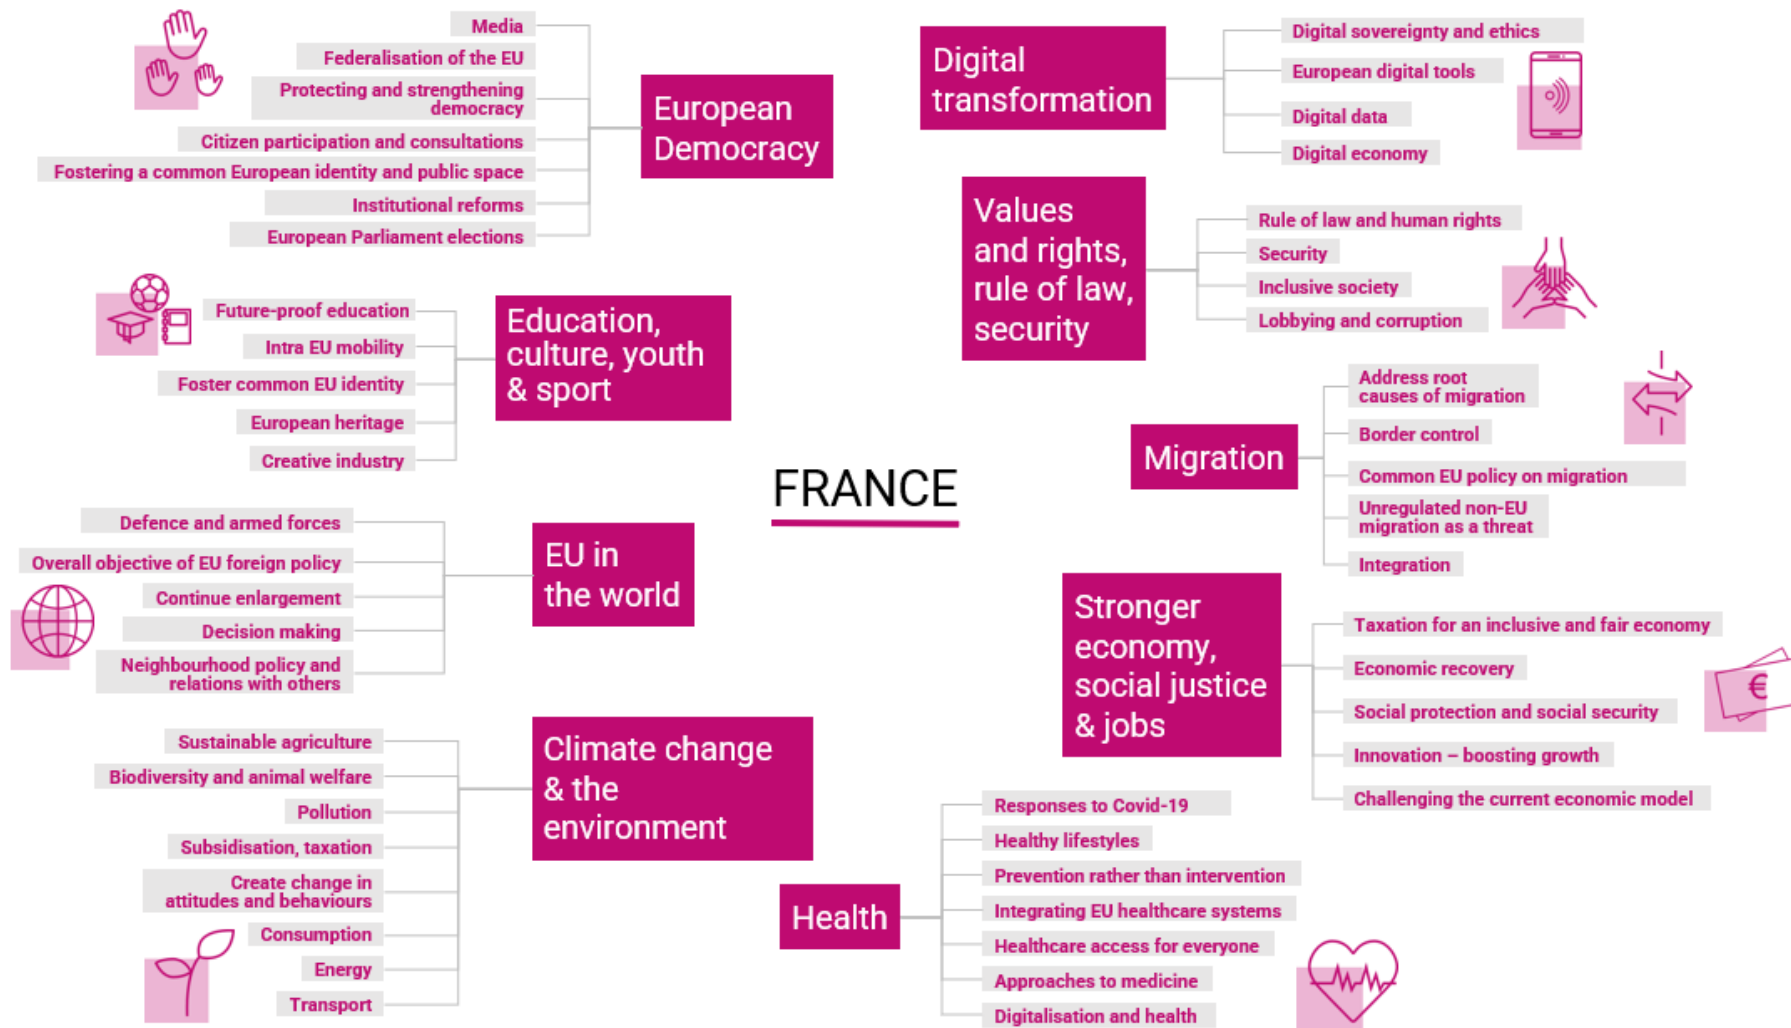 Media
Federalisation of the EU
Protecting and strengthening
democracy
Citizen participation and consultations
Fostering a common European identity and public space
Institutional reforms
European Parliament elections
European
Democracy
Future-proof education
Intra EU mobility
Foster common EU identity
European heritage
Creative industry
Education,
culture, youth
& sport
Defence and armed forces
Overall objective of EU foreign policy
Continue enlargement
Decision making
Neighbourhood policy and
relations with others
EU in
the world
Sustainable agriculture
Biodiversity and animal welfare
Pollution
Subsidisation, taxation
Create change in
attitudes and behaviours
Consumption
Energy
Transport
Climate change
& the
environment
FRANCE
Digital
transformation
Digital sovereignty and ethics
European digital tools
Digital data
Digital economy
Values
and rights,
rule of law,
security
Rule of law and human rights
Security
Inclusive society
Lobbying and corruption
Migration
Address root
causes of migration
Border control
Common EU policy on migration
Unregulated non-EU
migration as a threat
Integration
Stronger
economy,
social justice
& jobs
Taxation for an inclusive and fair economy
Economic recovery
Social protection and social security
Innovation – boosting growth
Challenging the current economic model
€
Health
Responses to Covid-19
Healthy lifestyles
Prevention rather than intervention
Integrating EU healthcare systems
Healthcare access for everyone
Approaches to medicine
Digitalisation and health